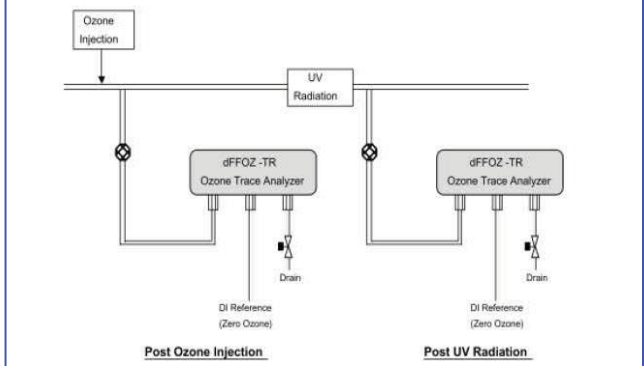 Ozone
Injection
UV
Radiation
dFFOZ -TR
Ozone Trace Analyzer
dFFOZ -TR
Ozone Trace Analyzer
Drain
Drain
DI Reference
(Zero Ozone)
DI Reference
(Zero Ozone)
Post Ozone Injection
Post UV Radiation